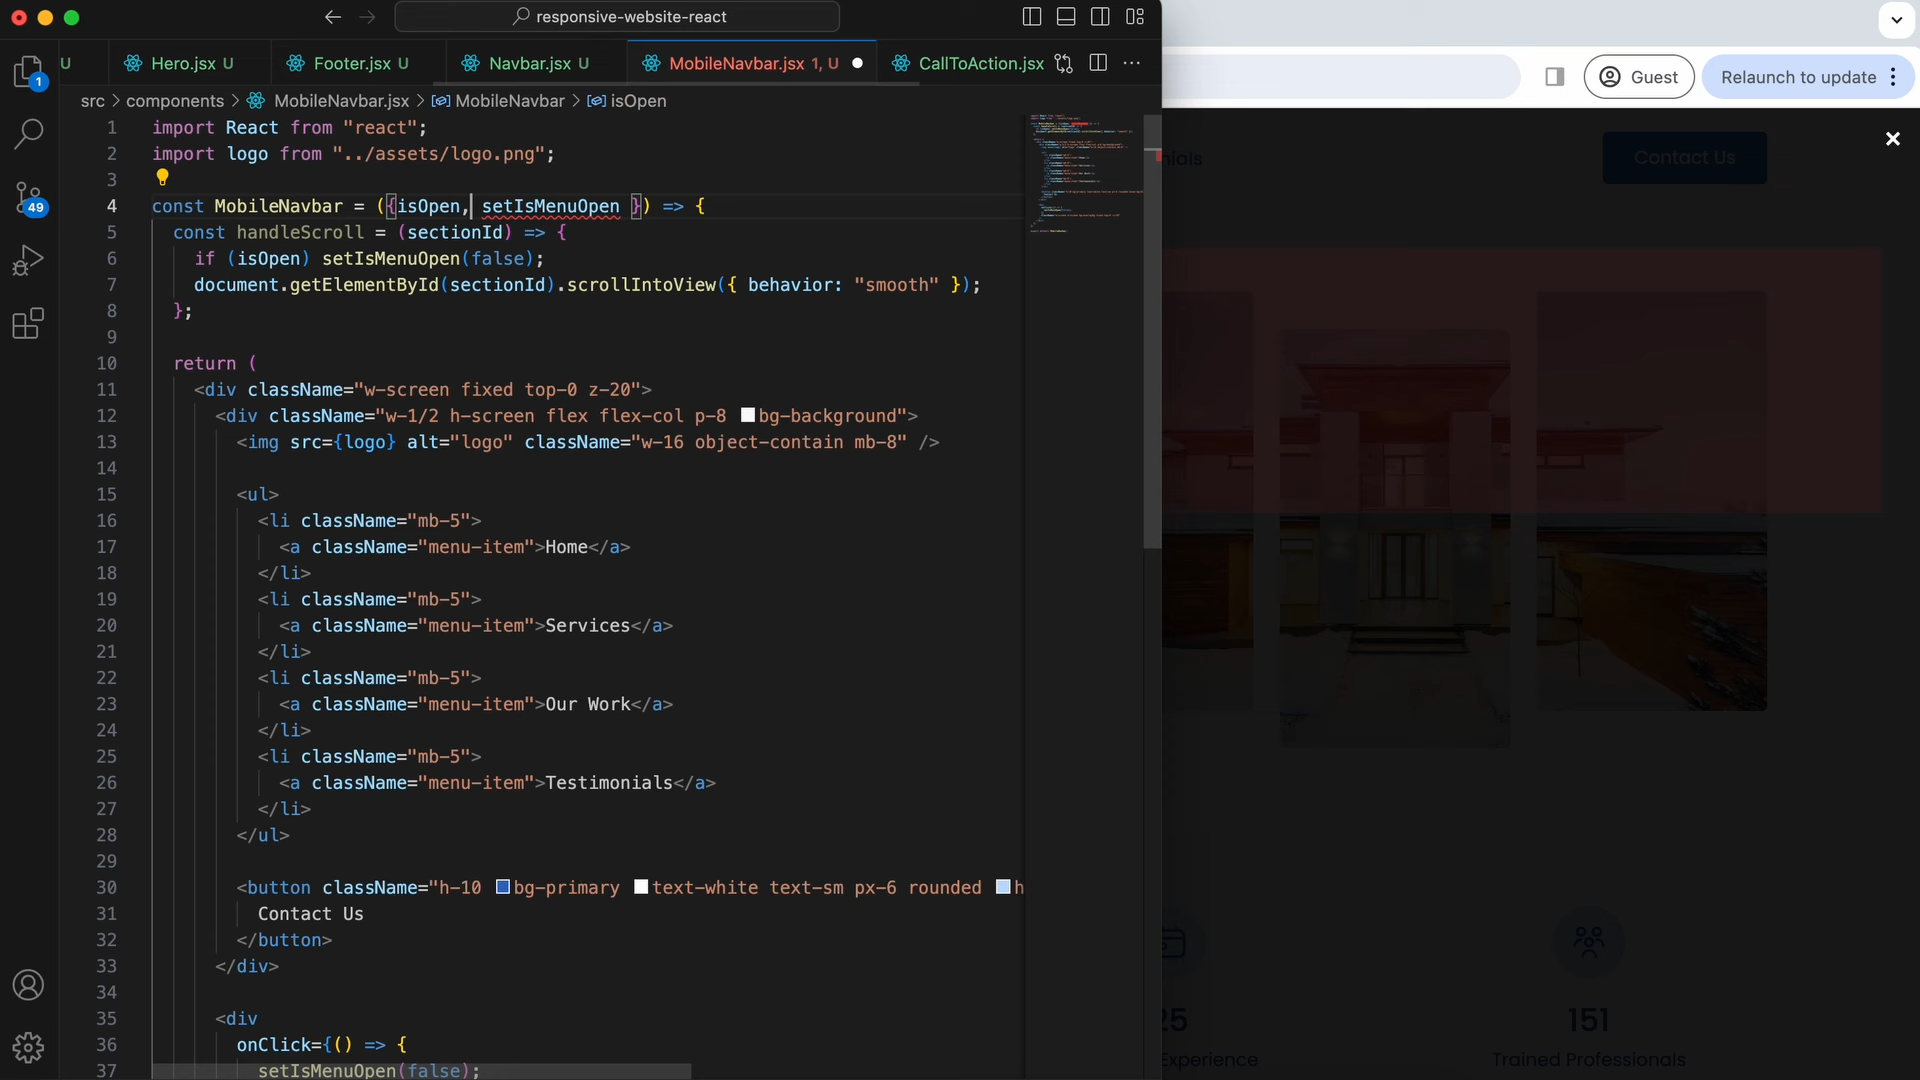 responsive-website-react
U
Hero.jsx U
Footer.jsx U
Navbar.jsx U
MobileNavbar.jsx 1, U
CallToAction.jsx
Guest
Relaunch to update
1
49
src > components > MobileNavbar.jsx > MobileNavbar > isOpen
1 import React from "react";
2 import logo from "../assets/logo.png";
3
4 const MobileNavbar = ({isOpen, setIsMenuOpen }) => {
5 const handleScroll = (sectionId) => {
6 if (isOpen) setIsMenuOpen(false);
7 document.getElementById(sectionId).scrollIntoView({ behavior: "smooth" });
8 };
9
10 return (
11 <div className="w-screen fixed top-0 z-20">
12 <div className="w-1/2 h-screen flex flex-col p-8 bg-background">
13 <img src={logo} alt="logo" className="w-16 object-contain mb-8" />
14
15 <ul>
16 <li className="mb-5">
17 <a className="menu-item">Home</a>
18 </li>
19 <li className="mb-5">
20 <a className="menu-item">Services</a>
21 </li>
22 <li className="mb-5">
23 <a className="menu-item">Our Work</a>
24 </li>
25 <li className="mb-5">
26 <a className="menu-item">Testimonials</a>
27 </li>
28 </ul>
29
30 <button className="h-10 bg-primary text-white text-sm px-6 rounded h
31 Contact Us
32 </button>
33 </div>
34
35 <div
36 onClick={() => {
37 setIsMenuOpen(false);
nials
Contact Us
25
Experience
151
Trained Professionals